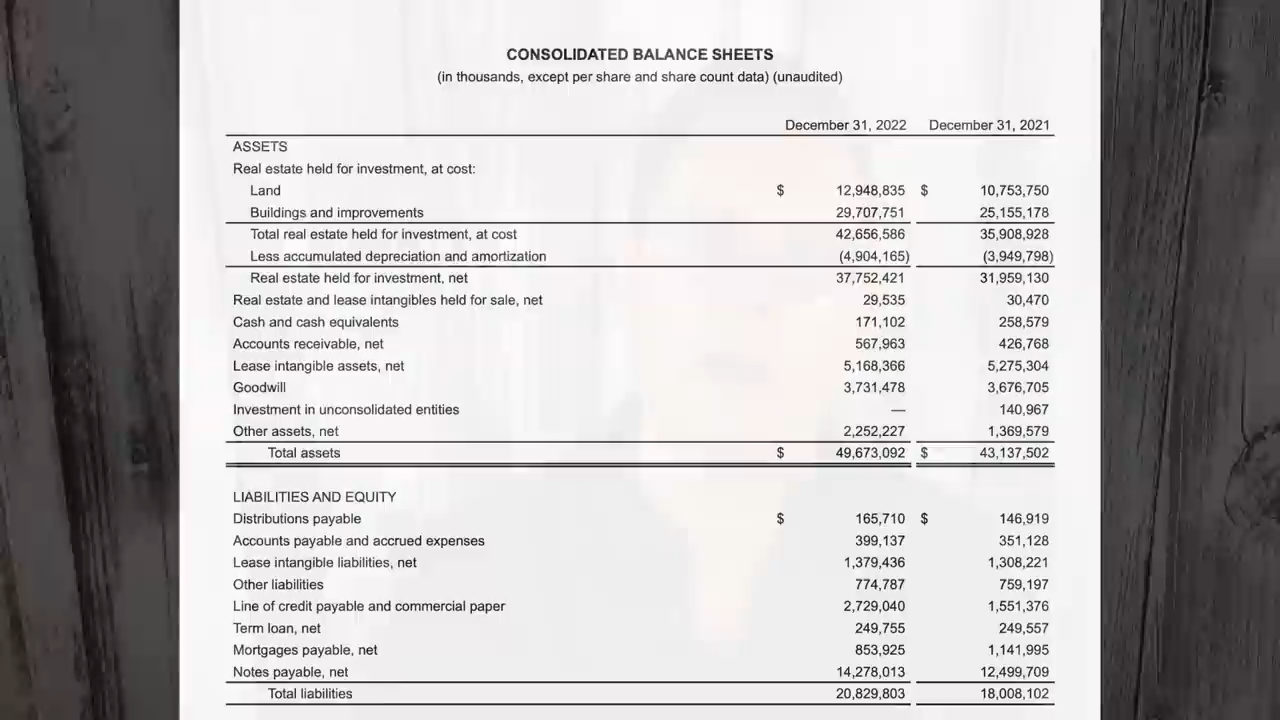 CONSOLIDATED BALANCE SHEETS
(in thousands, except per share and share count data) (unaudited)
December 31, 2022 December 31, 2021
ASSETS
Real estate held for investment, at cost:
Land $ 12,948,835 $ 10,753,750
Buildings and improvements 29,707,751 25,155,178
Total real estate held for investment, at cost 42,656,586 35,908,928
Less accumulated depreciation and amortization (4,904,165) (3,949,798)
Real estate held for investment, net 37,752,421 31,959,130
Real estate and lease intangibles held for sale, net 29,535 30,470
Cash and cash equivalents 171,102 258,579
Accounts receivable, net 567,963 426,768
Lease intangible assets, net 5,168,366 5,275,304
Goodwill 3,731,478 3,676,705
Investment in unconsolidated entities — 140,967
Other assets, net 2,252,227 1,369,579
Total assets $ 49,673,092 $ 43,137,502
LIABILITIES AND EQUITY
Distributions payable $ 165,710 $ 146,919
Accounts payable and accrued expenses 399,137 351,128
Lease intangible liabilities, net 1,379,436 1,308,221
Other liabilities 774,787 759,197
Line of credit payable and commercial paper 2,729,040 1,551,376
Term loan, net 249,755 249,557
Mortgages payable, net 853,925 1,141,995
Notes payable, net 14,278,013 12,499,709
Total liabilities 20,829,803 18,008,102